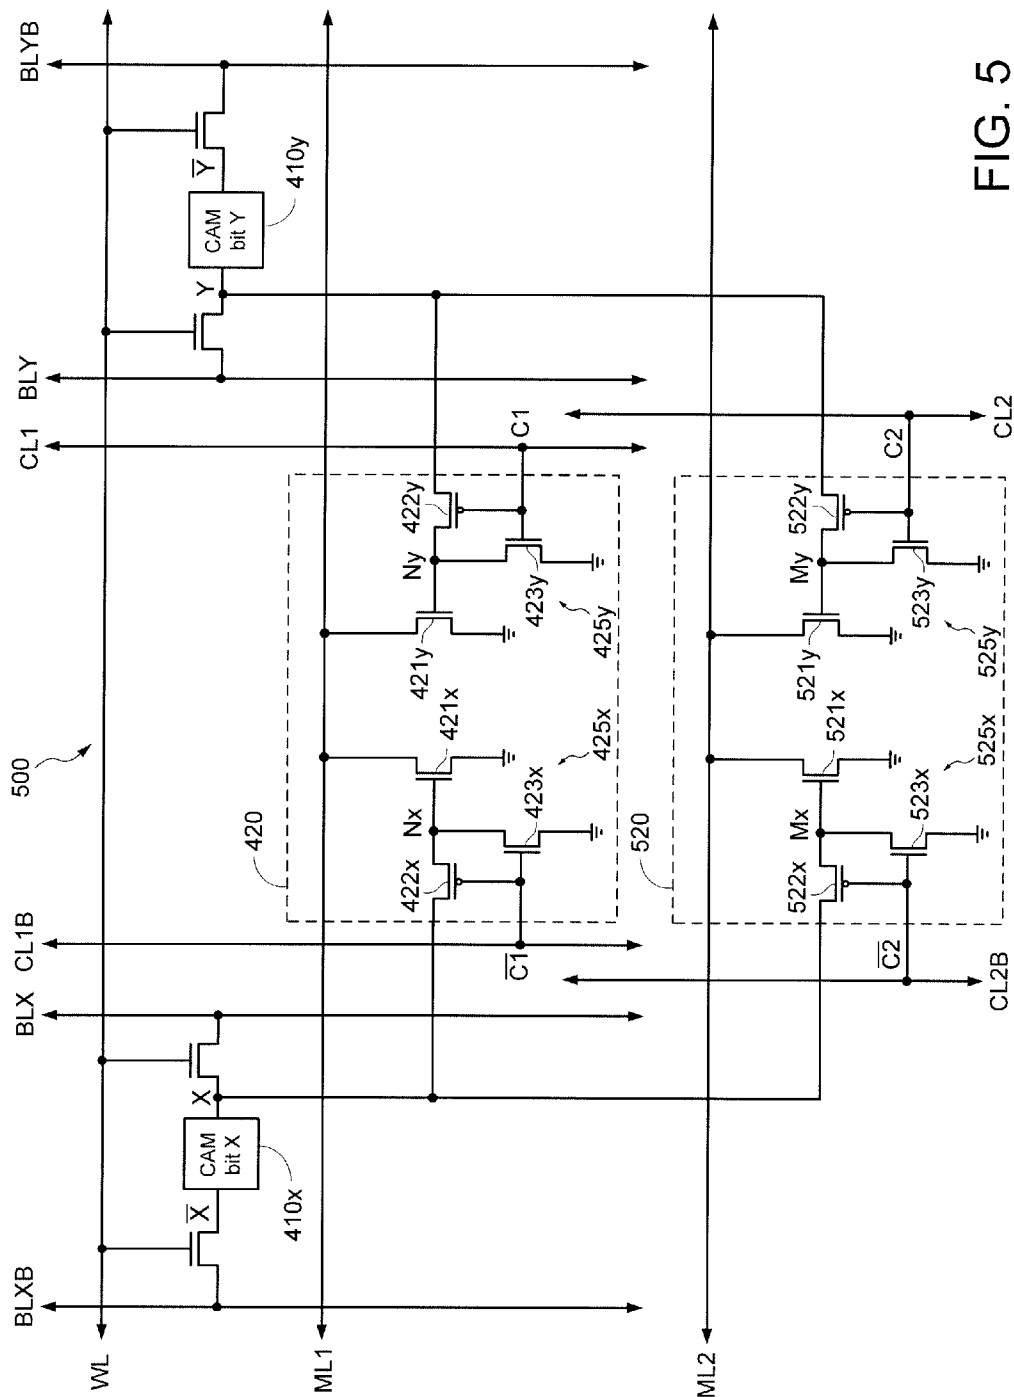 500
BLXB
BLX
CL1B
CL1
BLY
BLYB
WL
X̅
X
Y
Y̅
CAM
bit X
CAM
bit Y
410x
410y
ML1
420
Nx
Ny
422x
421x
421y
422y
C̅1̅
423x
423y
C1
425x
425y
ML2
520
Mx
My
522x
521x
521y
522y
C̅2̅
523x
523y
C2
525x
525y
CL2B
CL2
FIG. 5